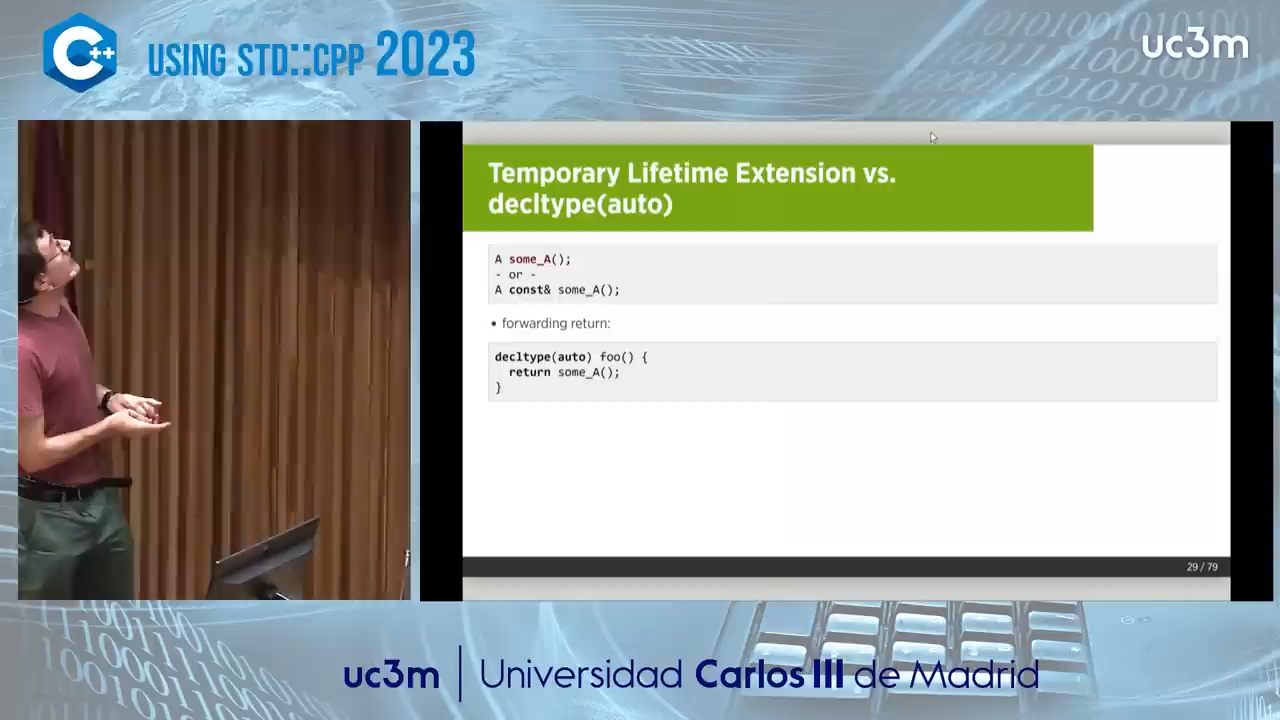 C++
USING STD::CPP 2023
uc3m
Temporary Lifetime Extension vs.
decltype(auto)
A some_A();
- or -
A const& some_A();
• forwarding return:
decltype(auto) foo() {
return some_A();
}
29 / 79
uc3m | Universidad Carlos III de Madrid